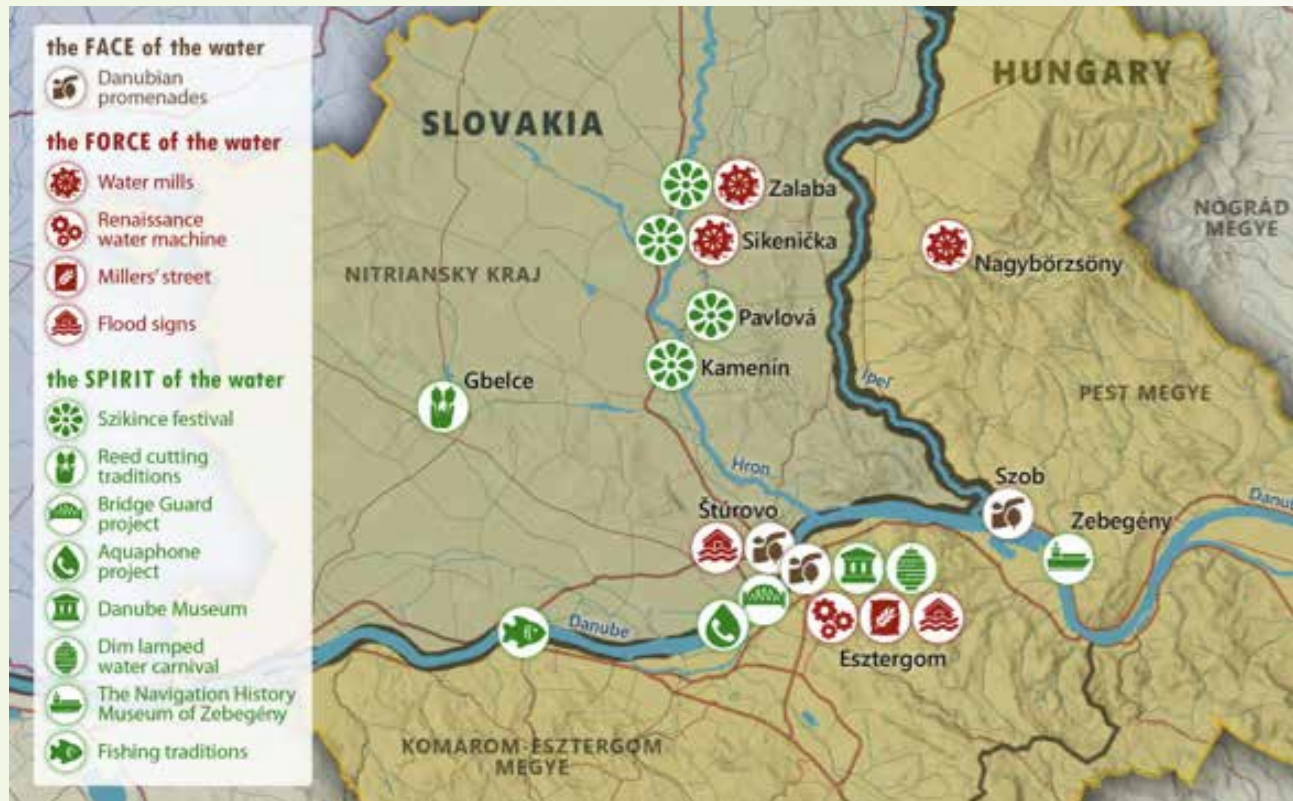 the FACE of the water
Danubian
promenades
the FORCE of the water
Water mills
Renaissance
water machine
Millers' street
Flood signs
the SPIRIT of the water
Szikince festival
Reed cutting
traditions
Bridge Guard
project
Aquaphone
project
Danube Museum
Dim lamped
water carnival
The Navigation History
Museum of Zebegény
Fishing traditions
SLOVAKIA
HUNGARY
NÓGRÁD
MEGYE
Zalaba
Sikenička
Nagybörzsöny
NITRIANSKY KRAJ
Pavlová
Kamenín
Gbelce
Ipeľ
PEST MEGYE
Hron
Szob
Štúrovo
Zebegény
Danub
Danube
Esztergom
KOMÁROM-ESZTERGOM
MEGYE